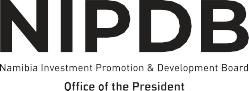 NIPDB
Namibia Investment Promotion & Development Board
Office of the President